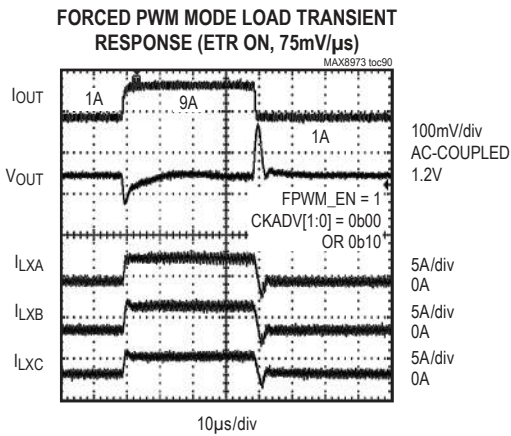 FORCED PWM MODE LOAD TRANSIENT
RESPONSE (ETR ON, 75mV/µs)
MAX8973 toc90
IOUT
1A
9A
1A
100mV/div
AC-COUPLED
1.2V
VOUT
FPWM_EN = 1
CKADV[1:0] = 0b00
OR 0b10
ILXA
5A/div
0A
ILXB
5A/div
0A
ILXC
5A/div
0A
10µs/div